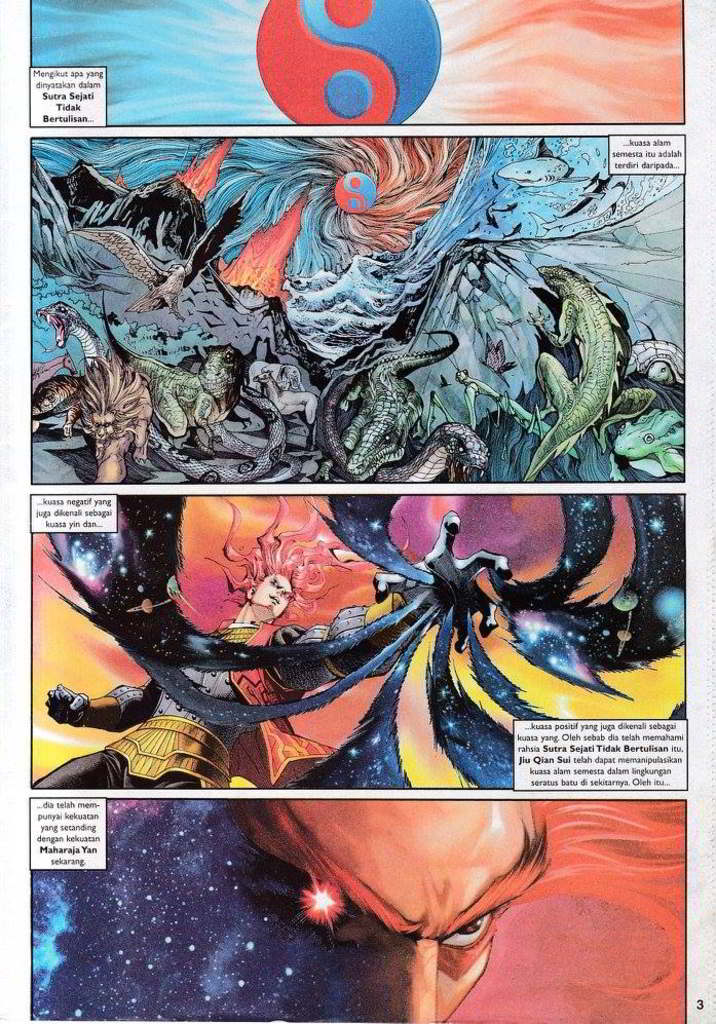 Mengikut apa yang
dinyatakan dalam
Sutra Sejati
Tidak
Bertulisan...
...kuasa alam
semesta itu adalah
terdiri daripada...
...kuasa negatif yang
juga dikenali sebagai
kuasa yin dan...
...kuasa positif yang juga dikenali sebagai
kuasa yang. Oleh sebab dia telah memahami
rahsia Sutra Sejati Tidak Bertulisan itu,
Jiu Qian Sui telah dapat memanipulasikan
kuasa alam semesta dalam lingkungan
seratus batu di sekitarnya. Oleh itu...
...dia telah mem-
punyai kekuatan
yang setanding
dengan kekuatan
Maharaja Yan
sekarang.
3